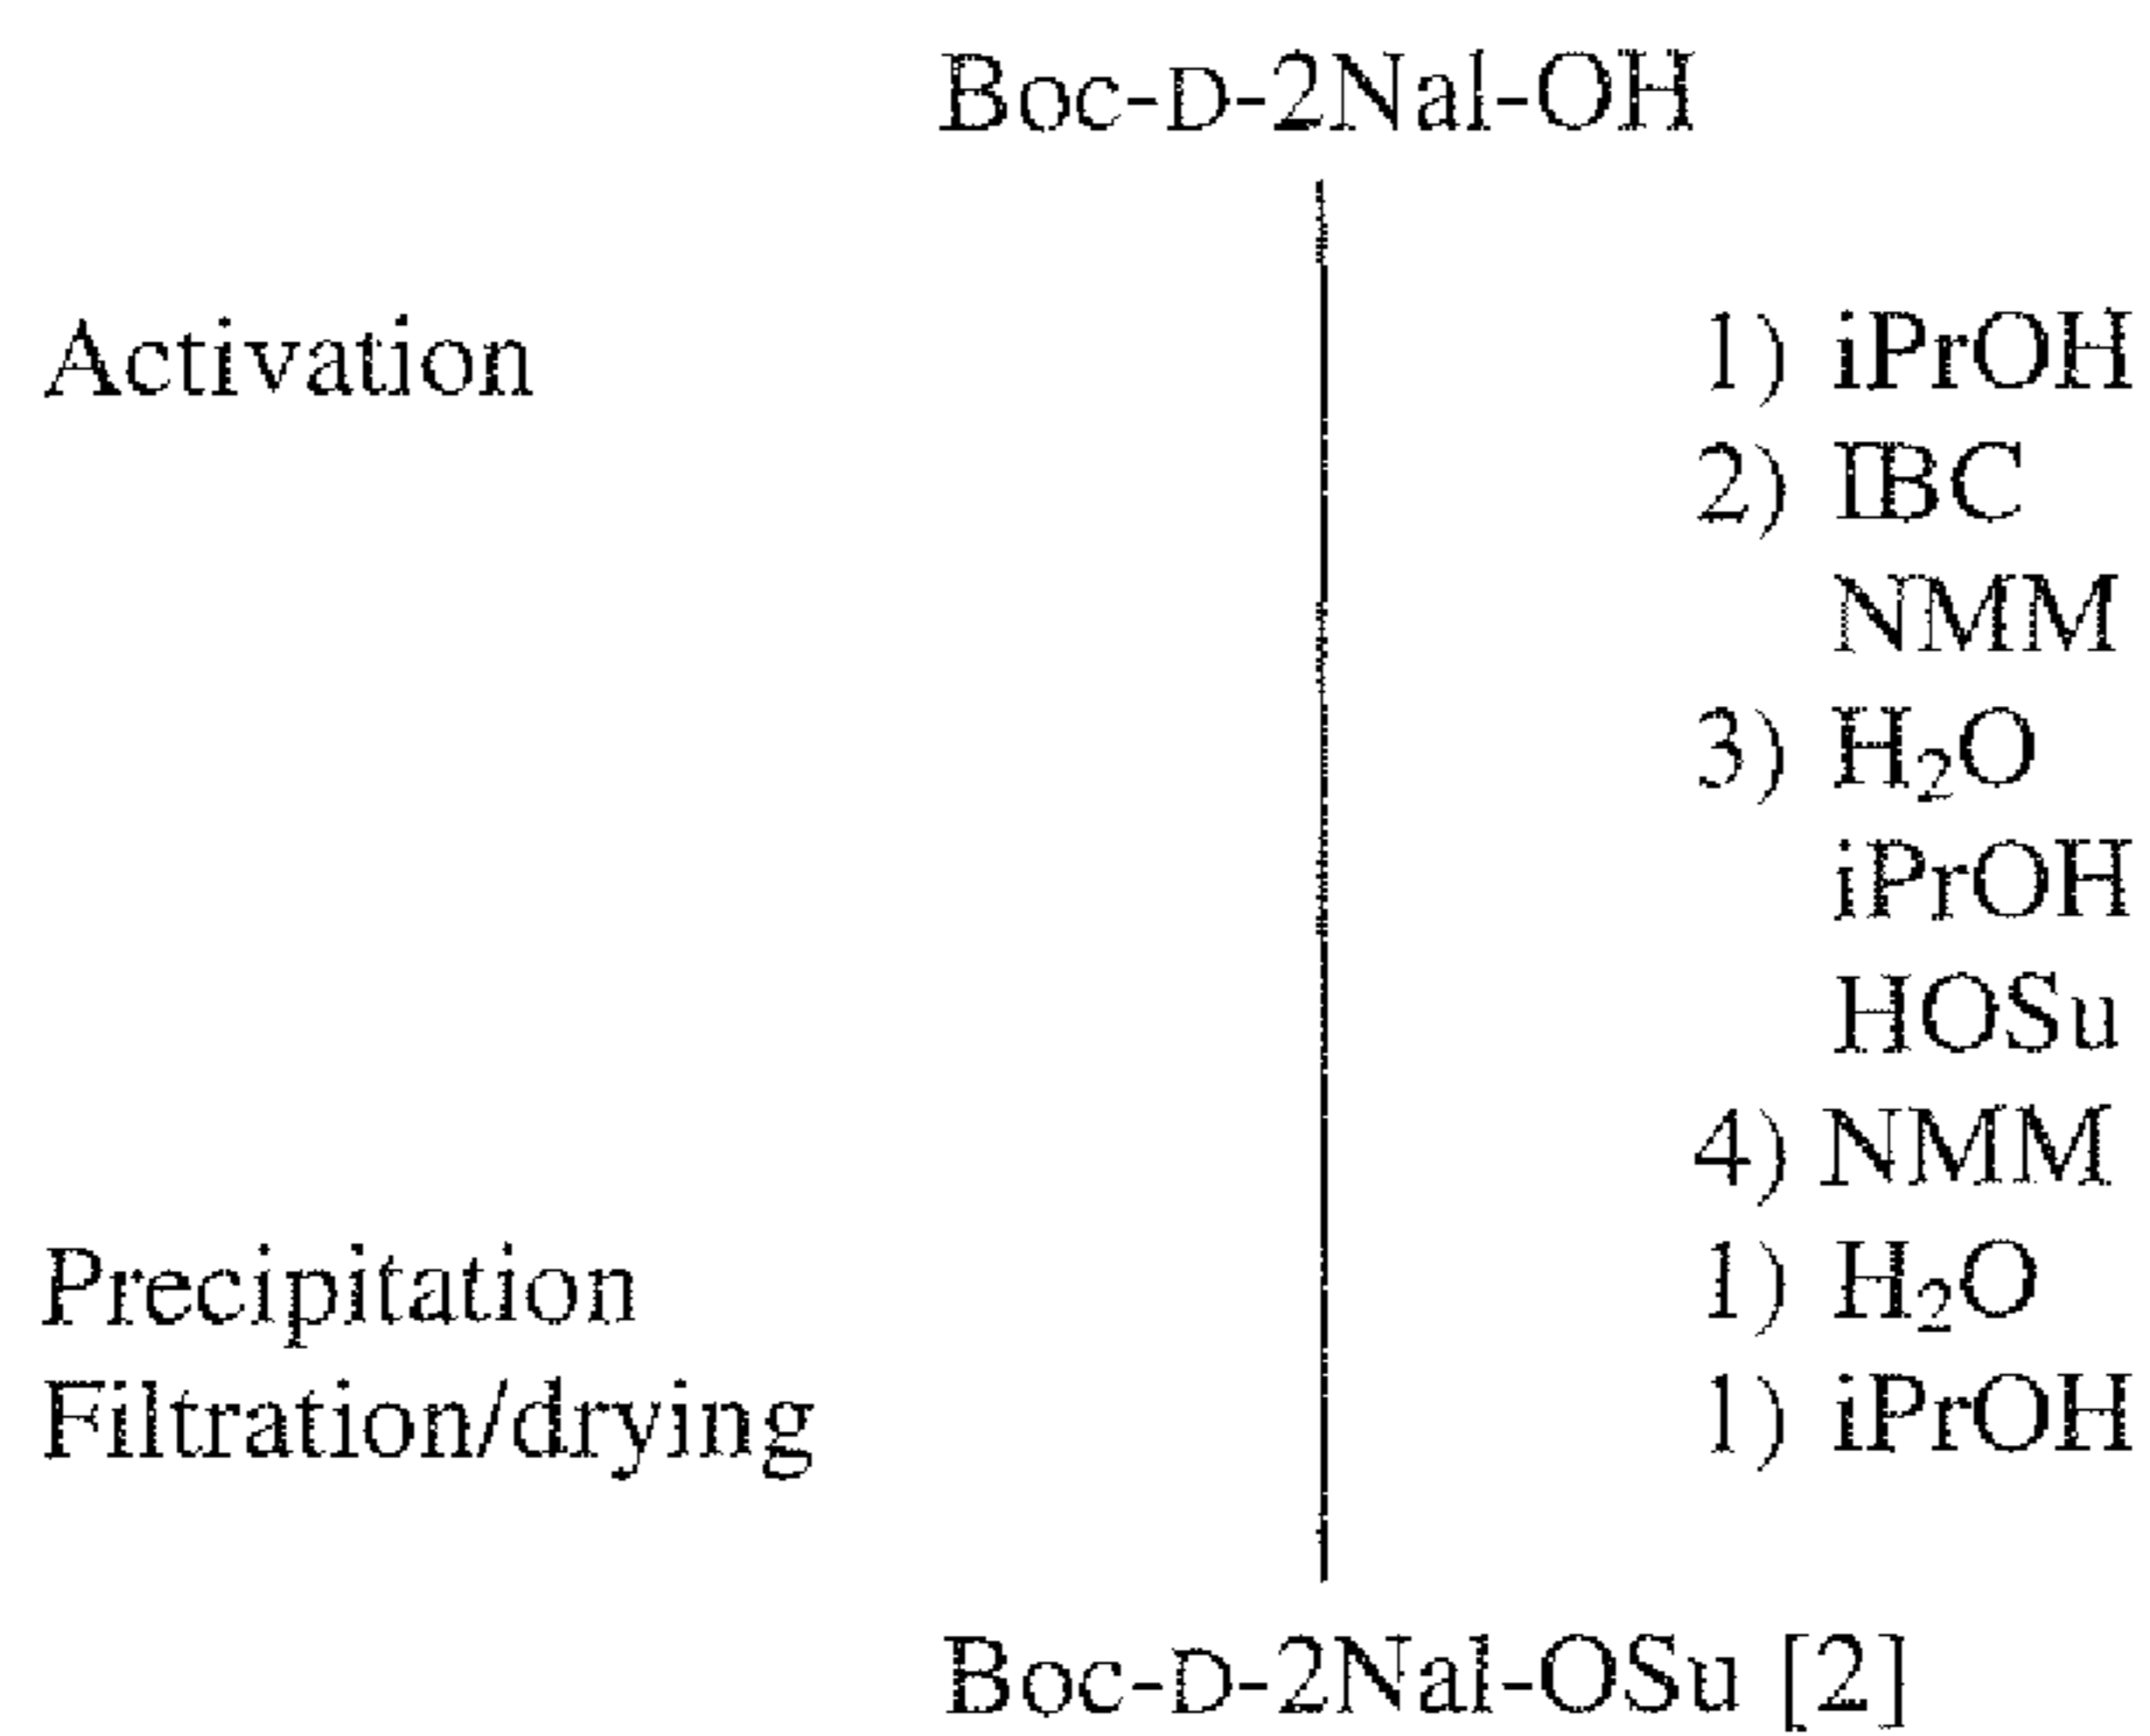 Boc-D-2Nal-OH
Activation 1) iPrOH
2) IBC
NMM
3) H₂O
iPrOH
HOSu
4) NMM
Precipitation 1) H₂O
Filtration/drying 1) iPrOH
Boc-D-2Nal-OSu [2]